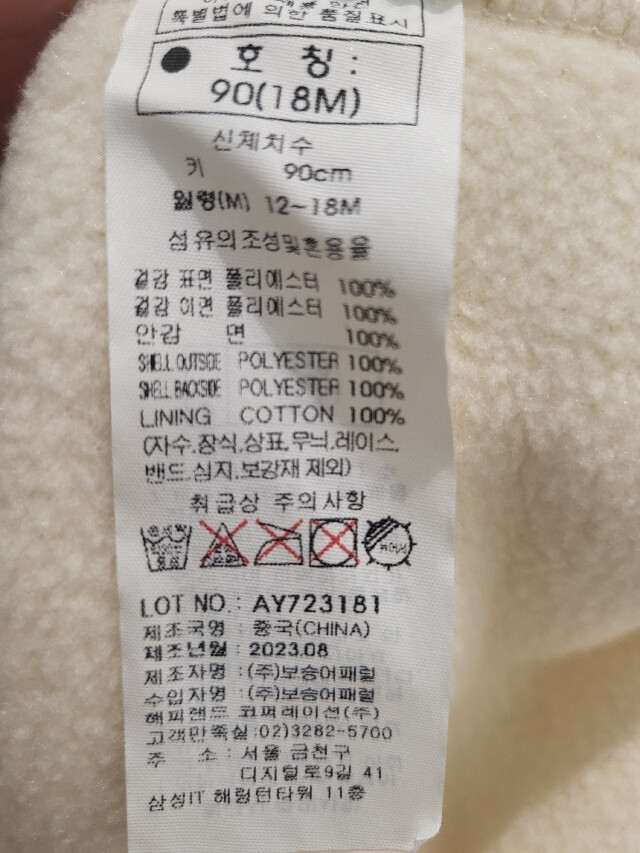 특별법에 의한 품질표시
호 칭 :
90(18M)
신체치수
키 90cm
월령(M) 12~18M
섬유의조성및혼용율
겉감 표면 폴리에스터 100%
겉감 이면 폴리에스터 100%
안감 면 100%
SHELL OUTSIDE POLYESTER 100%
SHELL BACKSIDE POLYESTER 100%
LINING COTTON 100%
(자수,장식,상표,무늬,레이스,
밴드,심지,보강재 제외)
취급상 주의사항
뉘어서
LOT NO.: AY723181
제조국명 : 중국(CHINA)
제조년월 : 2023.08
제조자명 : (주)보승어패럴
수입자명 : (주)보승어패럴
해피랜드 코퍼레이션(주)
고객만족실:02)3282-5700
주 소 : 서울 금천구
디지털로9길 41
삼성IT 해링턴타워 11층